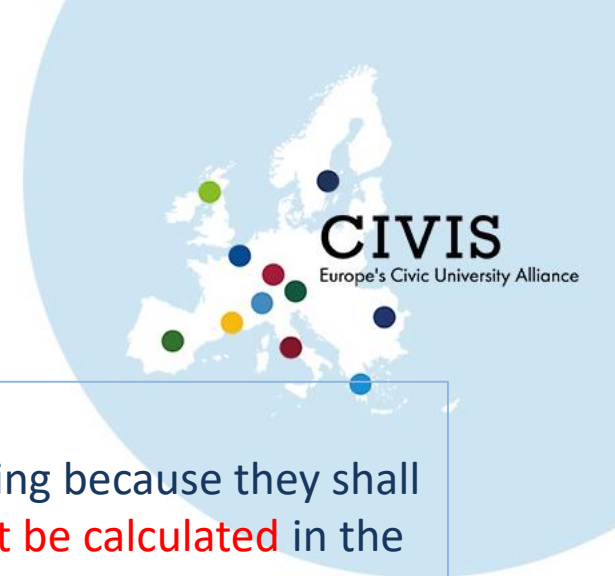 CIVIS
Europe's Civic University Alliance
ing because they shall
t be calculated in the